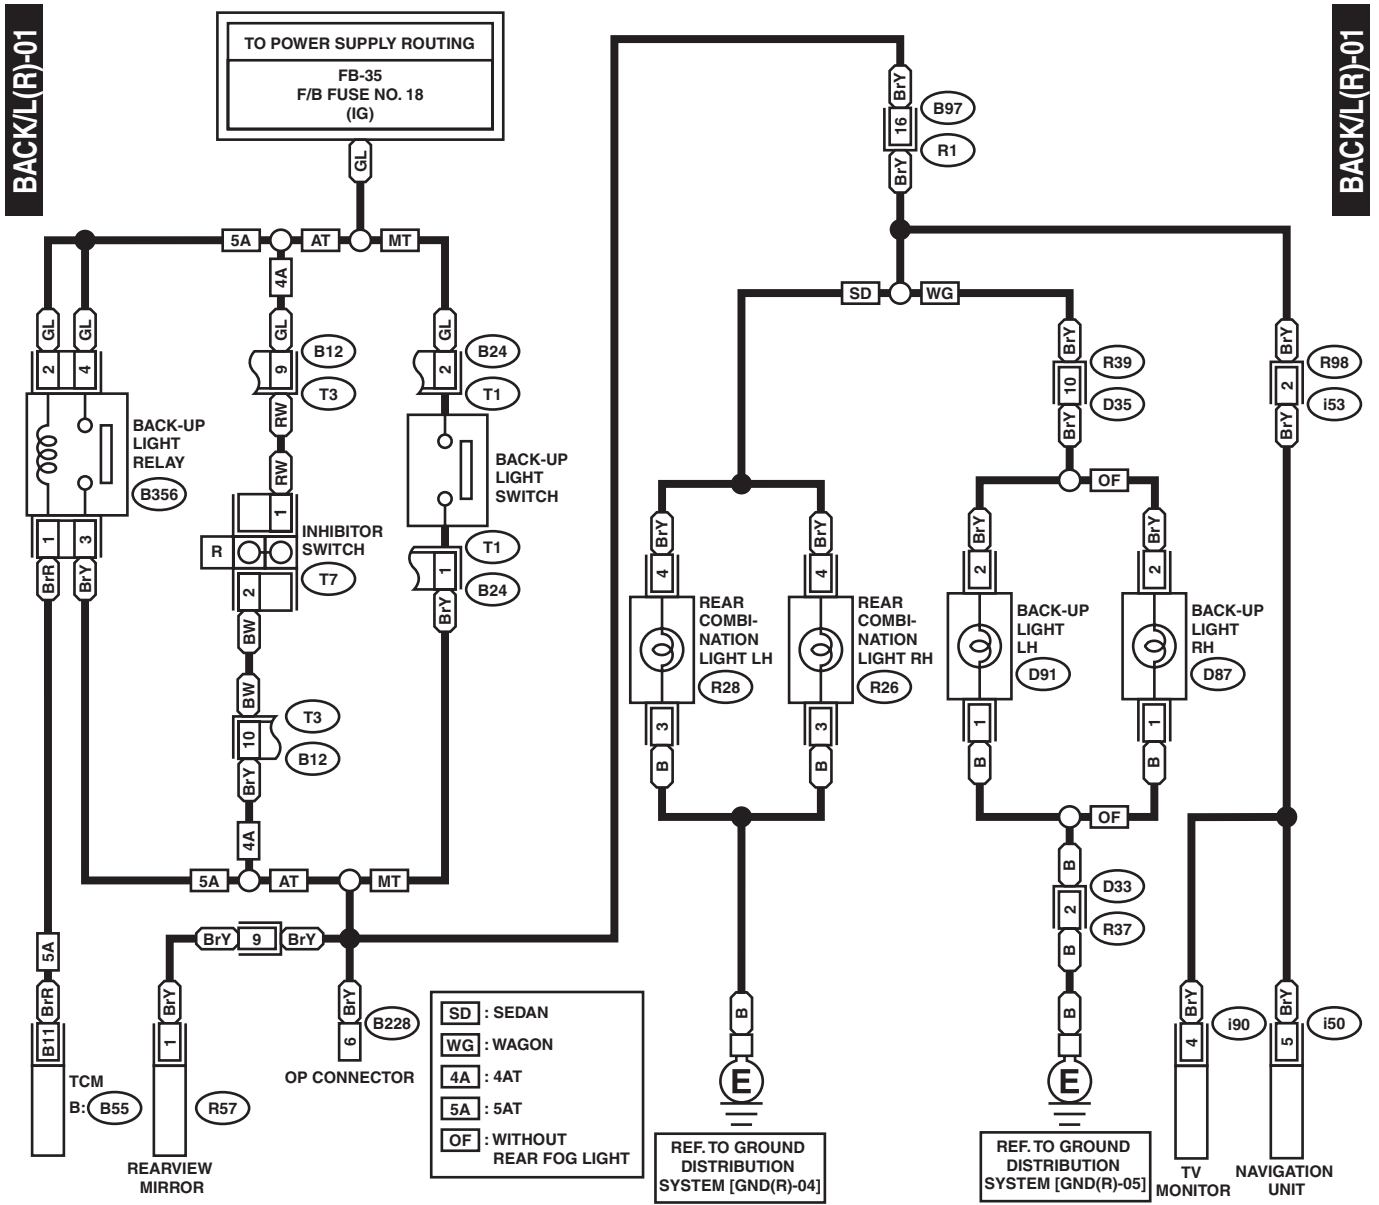 BACK/L(R)-01
BACK/L(R)-01
TO POWER SUPPLY ROUTING
FB-35
F/B FUSE NO. 18
(IG)
GL
5A
AT
MT
4A
GL
GL
GL
GL
2
4
9
B12
T3
2
B24
T1
RW
RW
BACK-UP
LIGHT
RELAY
B356
BACK-UP
LIGHT
SWITCH
1
3
BrR
BrY
1
R
INHIBITOR
SWITCH
T7
2
BW
BW
10
T3
B12
BrY
4A
T1
1
B24
BrY
5A
AT
MT
BrY
9
BrY
5A
BrR
B11
TCM
B:
B55
BrY
1
R57
REARVIEW
MIRROR
BrY
6
B228
OP CONNECTOR
SD : SEDAN
WG : WAGON
4A : 4AT
5A : 5AT
OF : WITHOUT
REAR FOG LIGHT
BrY
16
B97
R1
BrY
SD
WG
BrY
10
R39
D35
BrY
BrY
2
R98
i53
BrY
OF
BrY
4
REAR
COMBI-
NATION
LIGHT LH
R28
3
B
BrY
4
REAR
COMBI-
NATION
LIGHT RH
R26
3
B
BrY
2
BACK-UP
LIGHT
LH
D91
1
B
BrY
2
BACK-UP
LIGHT
RH
D87
1
B
OF
B
2
D33
R37
B
B
E
REF. TO GROUND
DISTRIBUTION
SYSTEM [GND(R)-04]
B
E
REF. TO GROUND
DISTRIBUTION
SYSTEM [GND(R)-05]
BrY
4
i90
TV
MONITOR
BrY
5
i50
NAVIGATION
UNIT